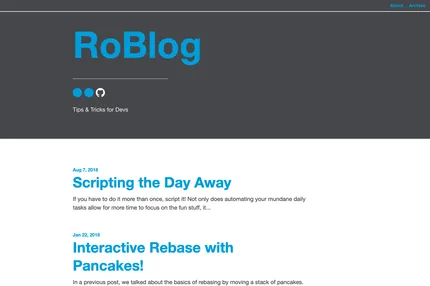 About Archive
RoBlog
Tips & Tricks for Devs
Aug 7, 2018
Scripting the Day Away
If you have to do it more than once, script it! Not only does automating your mundane daily
tasks allow for more time to focus on the fun stuff, it...
Jan 22, 2018
Interactive Rebase with
Pancakes!
In a previous post, we talked about the basics of rebasing by moving a stack of pancakes.